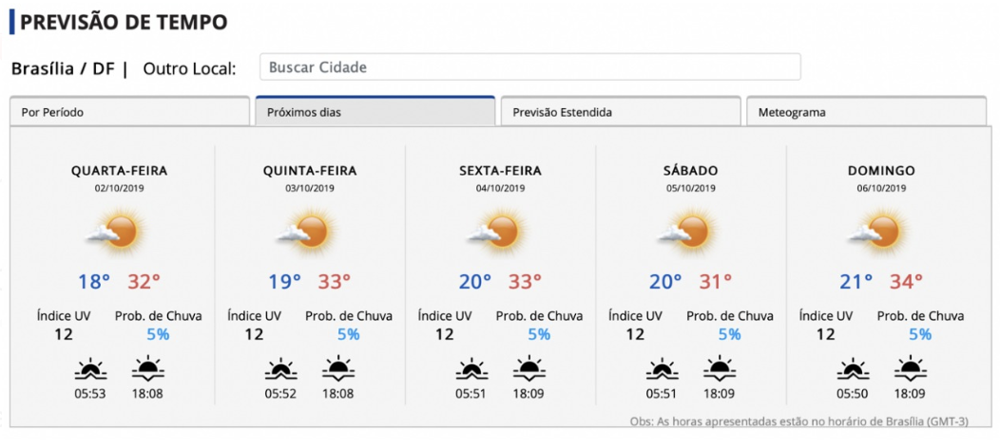 PREVISÃO DE TEMPO
Brasília / DF | Outro Local: Buscar Cidade
Por Período Próximos dias Previsão Estendida Meteograma
QUARTA-FEIRA QUINTA-FEIRA SEXTA-FEIRA SÁBADO DOMINGO
02/10/2019 03/10/2019 04/10/2019 05/10/2019 06/10/2019
18° 32° 19° 33° 20° 33° 20° 31° 21° 34°
Índice UV Prob. de Chuva Índice UV Prob. de Chuva Índice UV Prob. de Chuva Índice UV Prob. de Chuva Índice UV Prob. de Chuva
12 5% 12 5% 12 5% 12 5% 12 5%
05:53 18:08 05:52 18:08 05:51 18:09 05:51 18:09 05:50 18:09
Obs: As horas apresentadas estão no horário de Brasília (GMT-3)